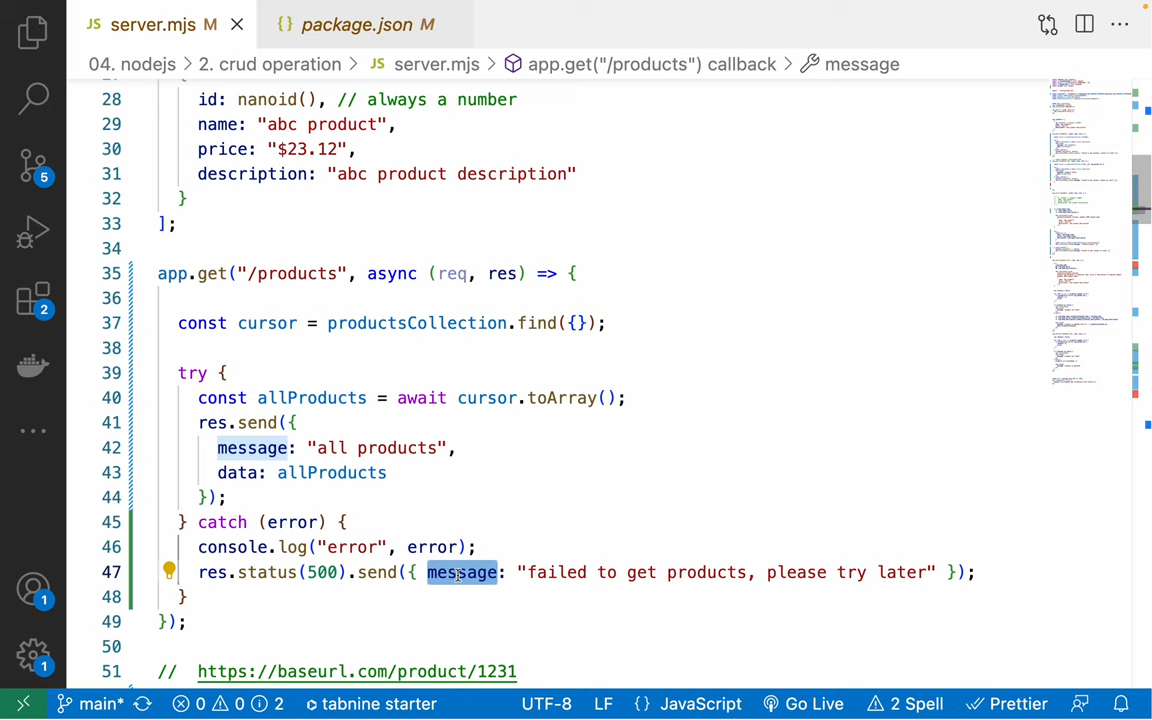 JS server.mjs M
{} package.json M
04. nodejs > 2. crud operation > JS server.mjs > app.get("/products") callback > message
28 id: nanoid(), // always a number
29 name: "abc product",
30 price: "$23.12",
31 description: "abc product description"
32 }
33 ];
34
35 app.get("/products", async (req, res) => {
36
37 const cursor = productsCollection.find({});
38
39 try {
40 const allProducts = await cursor.toArray();
41 res.send({
42 message: "all products",
43 data: allProducts
44 });
45 } catch (error) {
46 console.log("error", error);
47 res.status(500).send({ message: "failed to get products, please try later" });
48 }
49 });
50
51 // https://baseurl.com/product/1231
5
2
1
1
main* 0 0 2 tabnine starter UTF-8 LF {} JavaScript Go Live 2 Spell Prettier